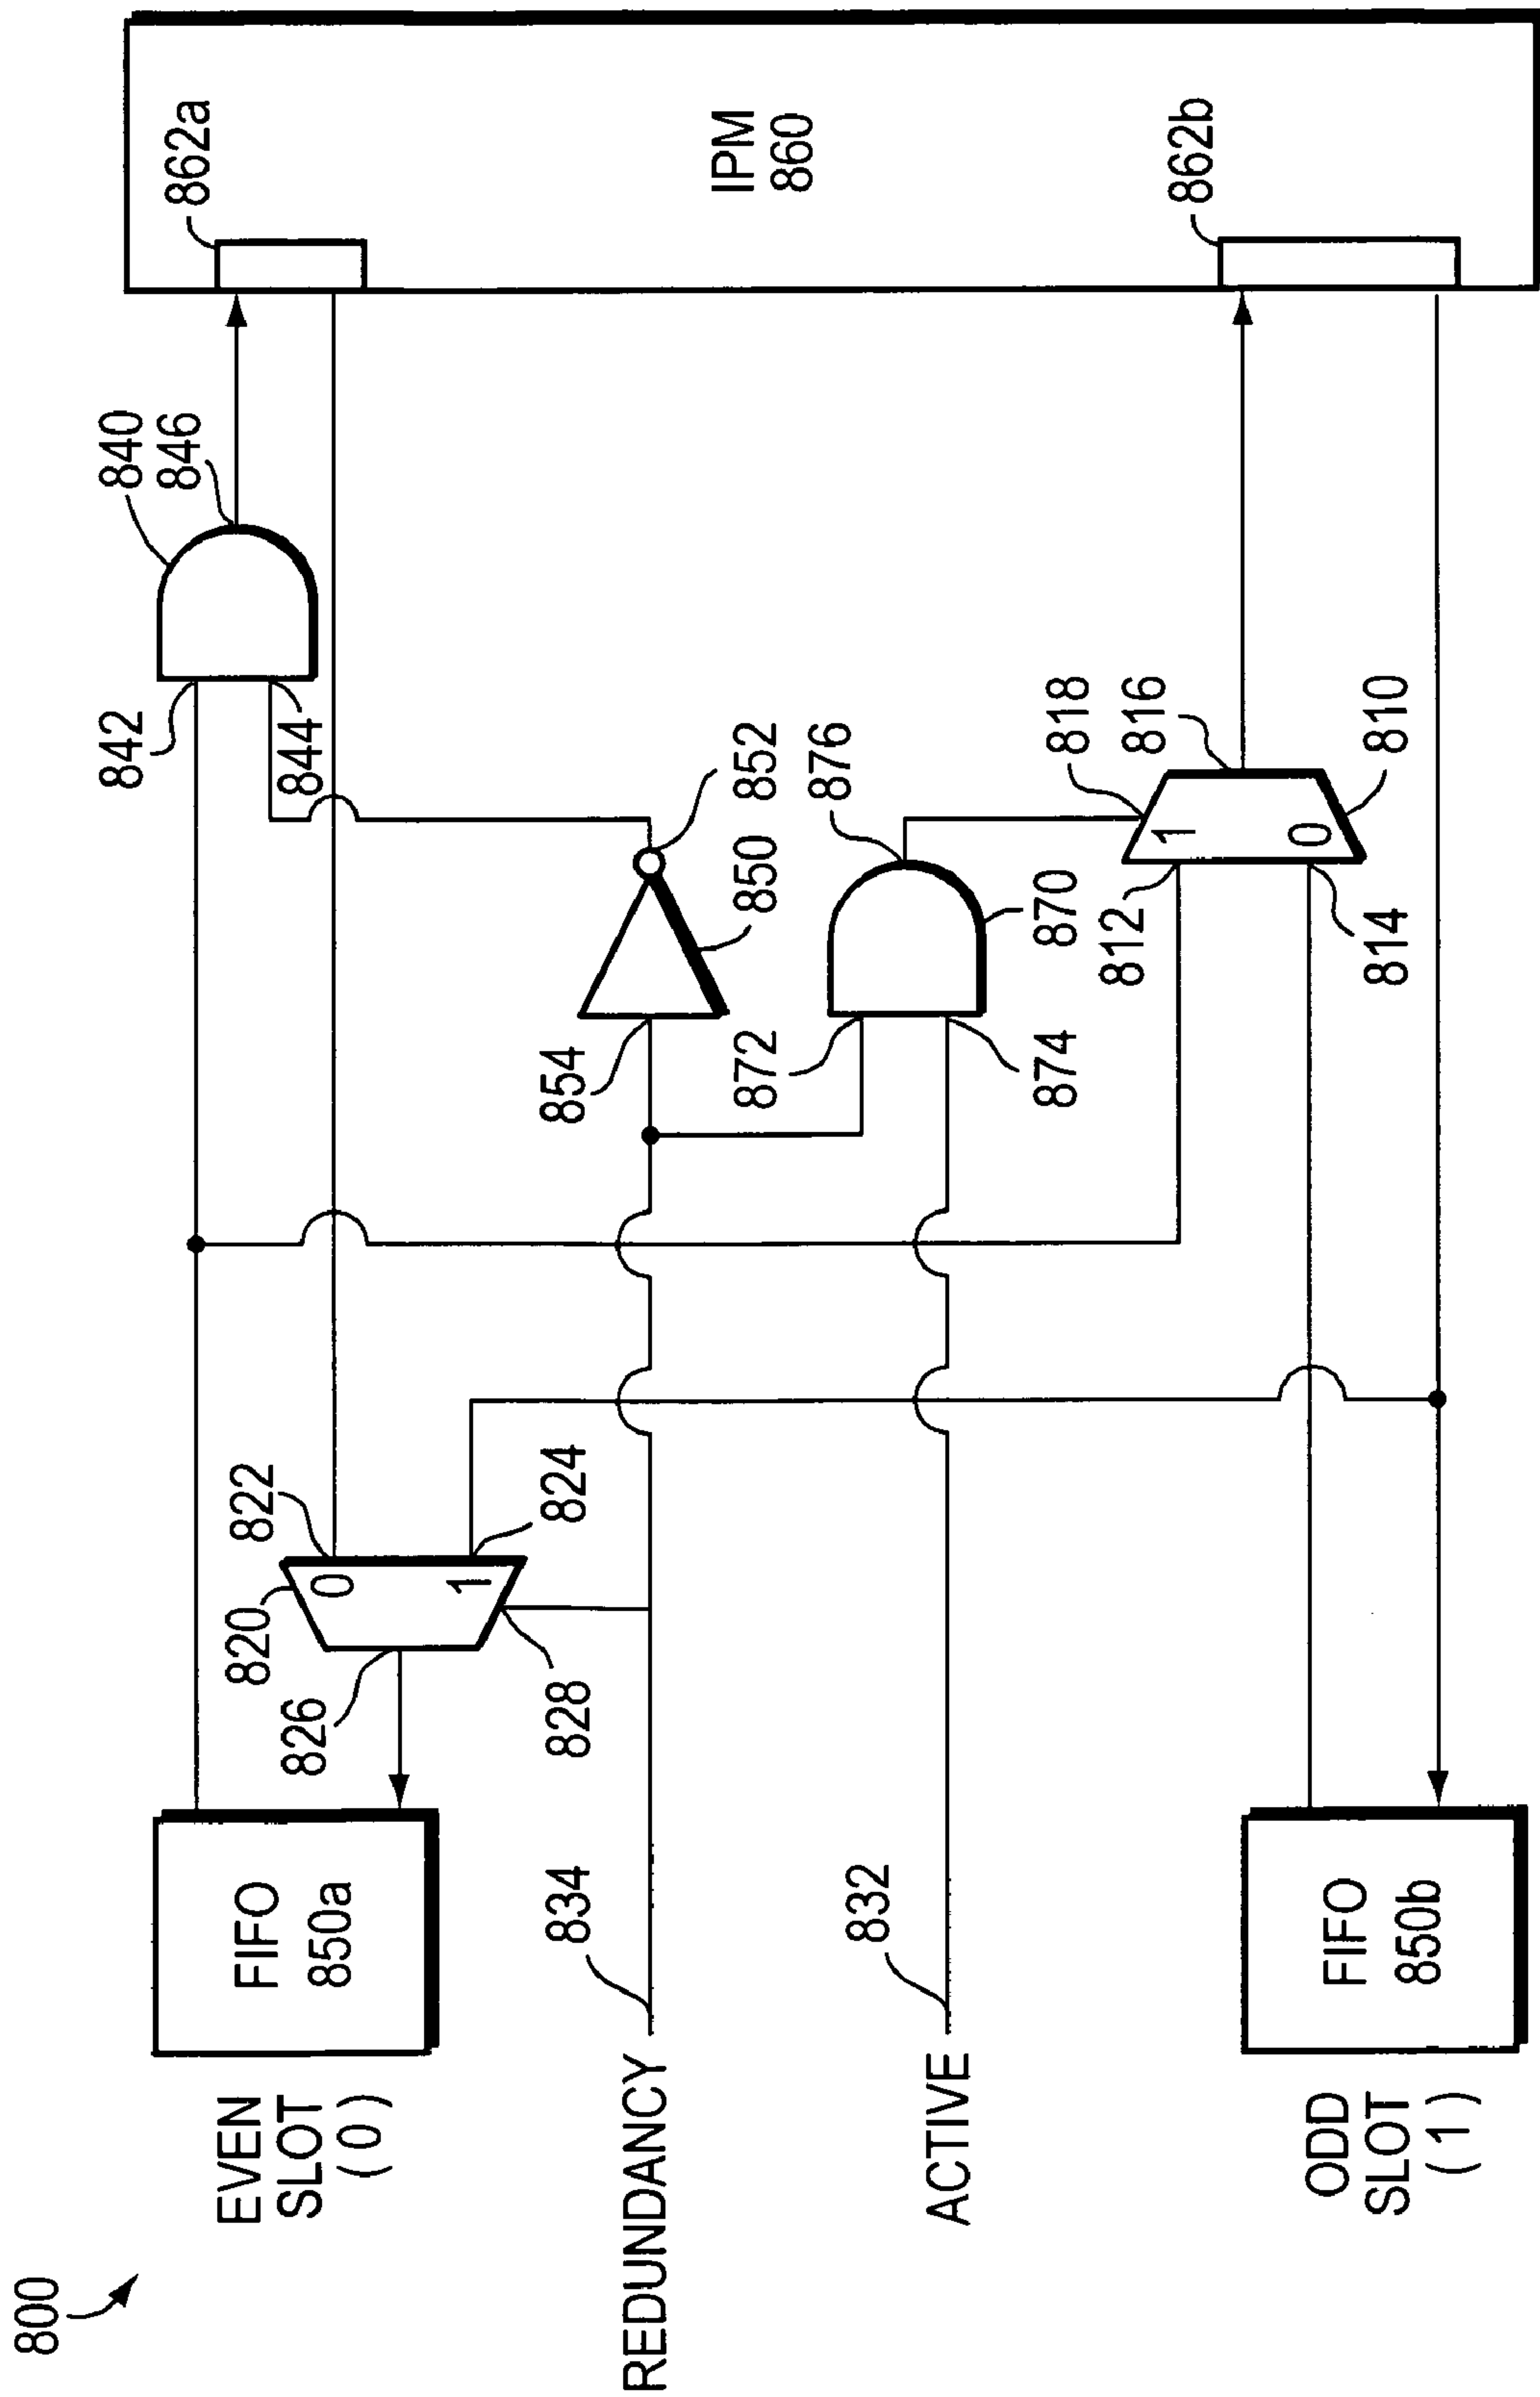 800
EVEN
SLOT
( 0 )
FIFO
850a
826
820
0
822
1
824
828
842
844
840
846
862a
IPM
860
862b
REDUNDANCY
834
854
850
852
872
874
870
876
ACTIVE
832
818
816
810
812
814
1
0
ODD
SLOT
( 1 )
FIFO
850b